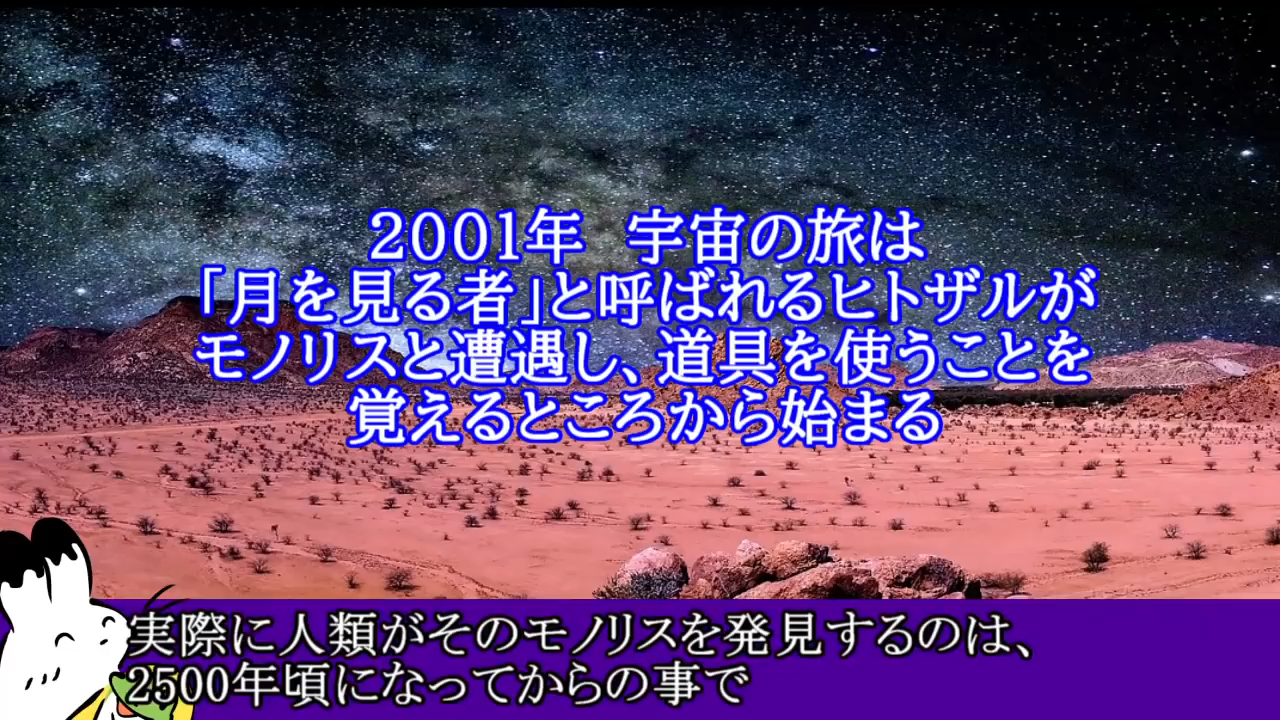 ２００１年　宇宙の旅は
「月を見る者」と呼ばれるヒトザルが
モノリスと遭遇し、道具を使うことを
覚えるところから始まる
実際に人類がそのモノリスを発見するのは、
2500年頃になってからの事で